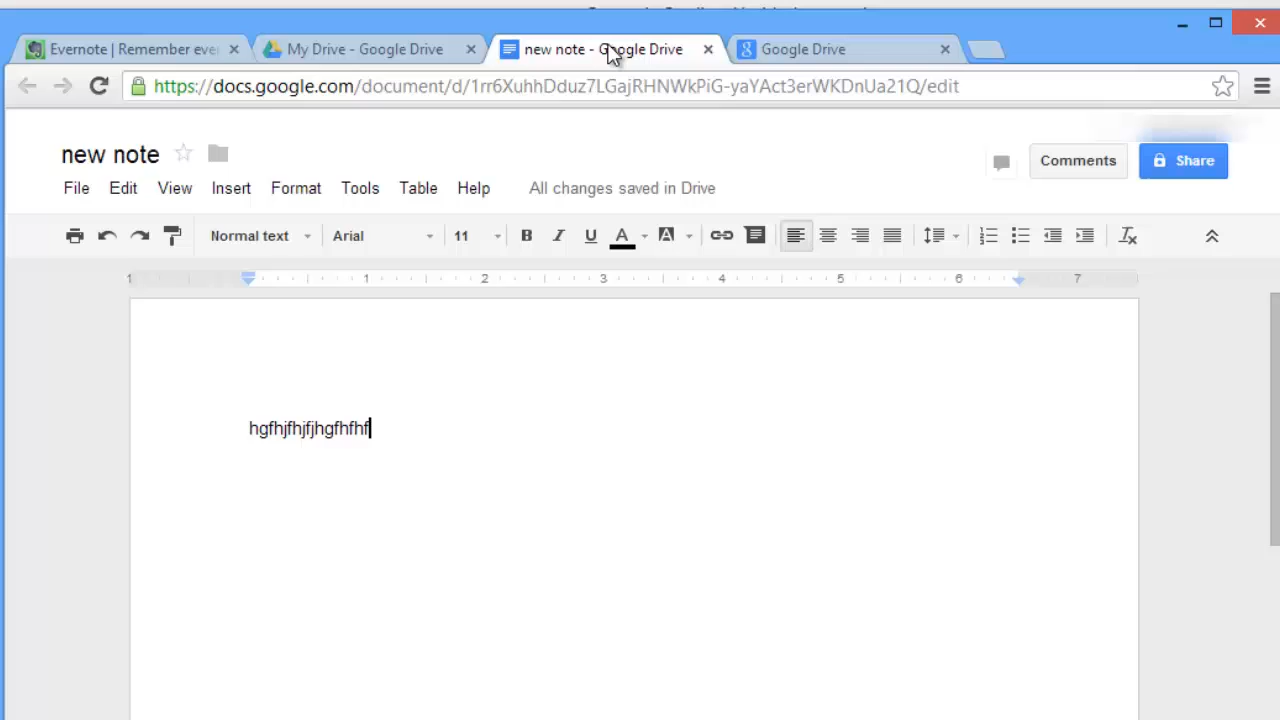 Evernote | Remember eve
My Drive - Google Drive
new note - Google Drive
Google Drive
https://docs.google.com/document/d/1rr6XuhhDduz7LGajRHNWkPiG-yaYAct3erWKDnUa21Q/edit
new note
Comments
Share
File Edit View Insert Format Tools Table Help All changes saved in Drive
Normal text Arial 11 B I U A A
1 1 2 3 4 5 6 7
hgfhjfhjfjhgfhfhf